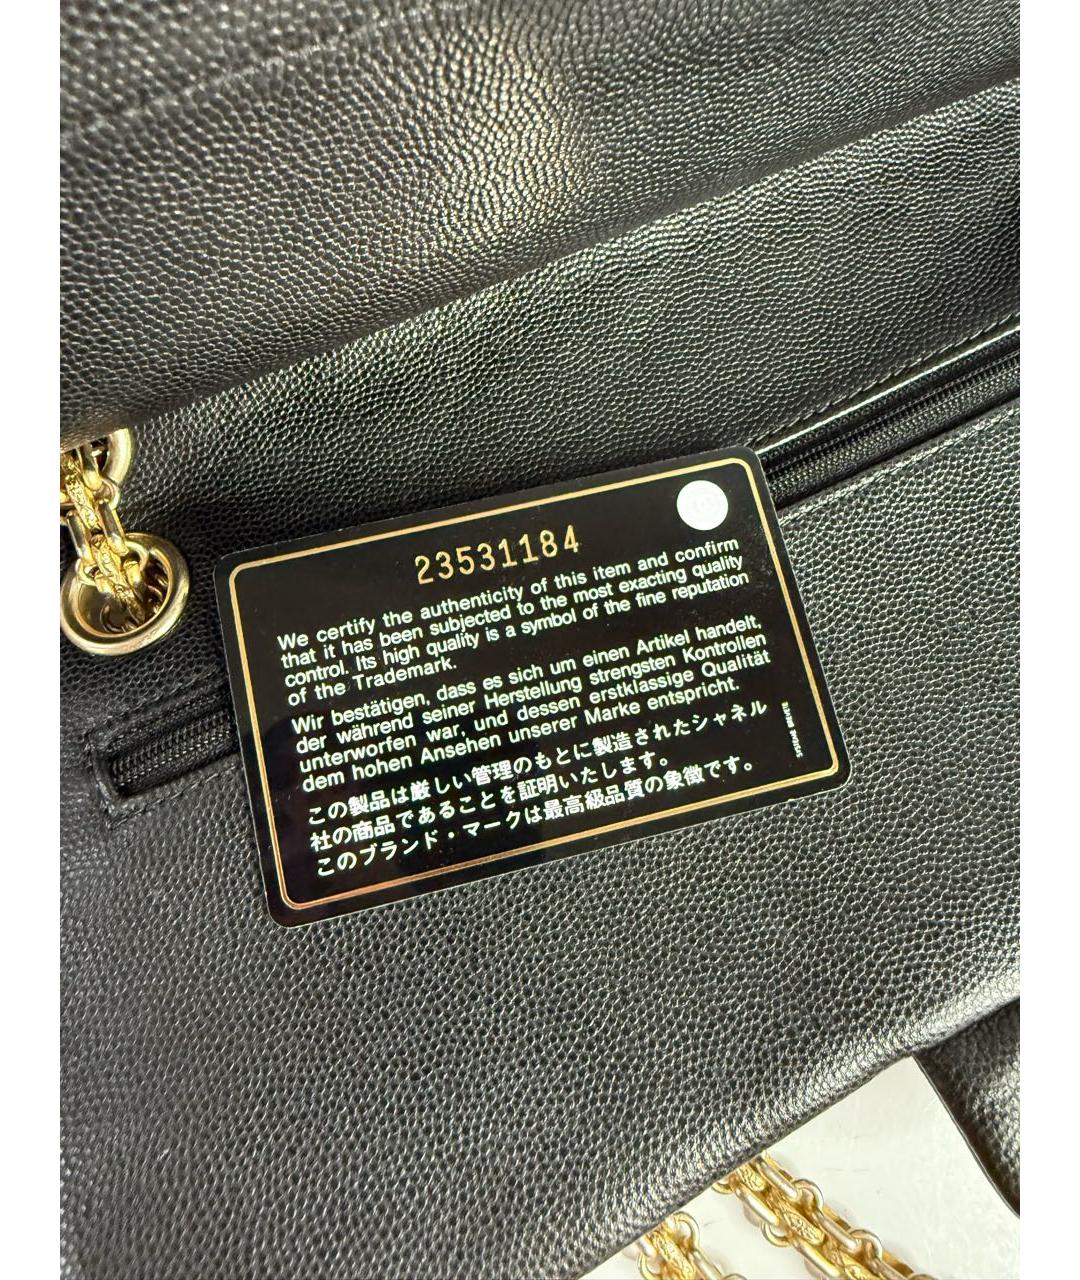 23531184
We certify the authenticity of this item and confirm
that it has been subjected to the most exacting quality
control. Its high quality is a symbol of the fine reputation
of the Trademark.
Wir bestätigen, dass es sich um einen Artikel handelt,
der während seiner Herstellung strengsten Kontrollen
unterworfen war, und dessen erstklassige Qualität
dem hohen Ansehen unserer Marke entspricht.
この製品は厳しい管理のもとに製造されたシャネル
社の商品であることを証明いたします。
このブランド・マークは最高級品質の象徴です。